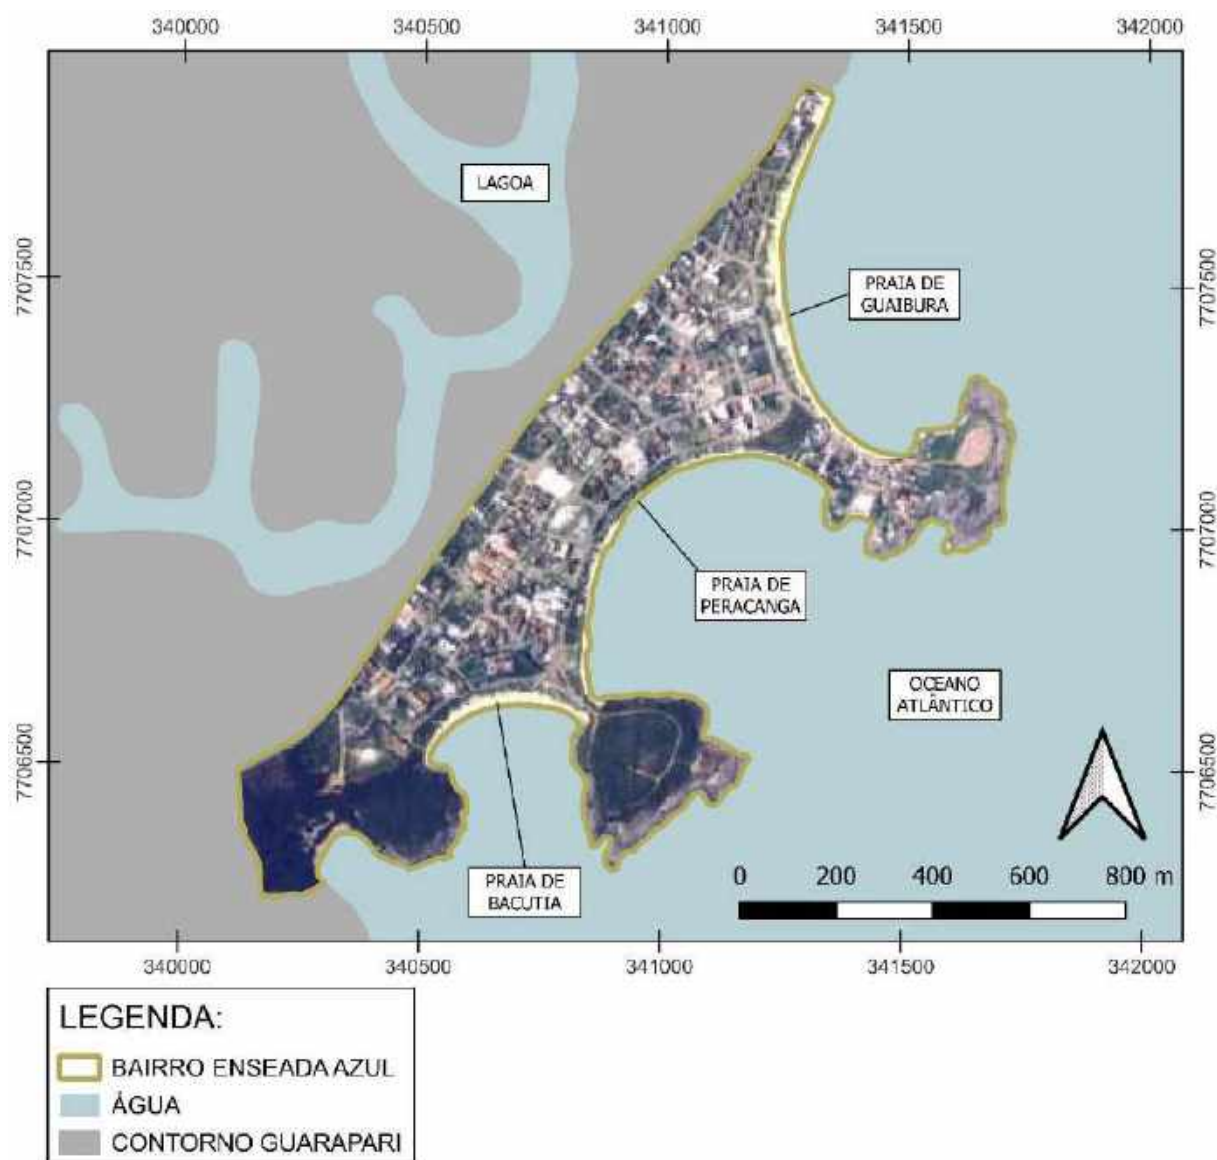 340000 340500 341000 341500 342000
LAGOA
7707500
7707500
PRAIA DE
GUAIBURA
7707000
7707000
PRAIA DE
PERACANGA
OCEANO
ATLÂNTICO
7706500
7706500
0 200 400 600 800 m
PRAIA DE
BACUTIA
340000 340500 341000 341500 342000
LEGENDA:
BAIRRO ENSEADA AZUL
ÁGUA
CONTORNO GUARAPARI